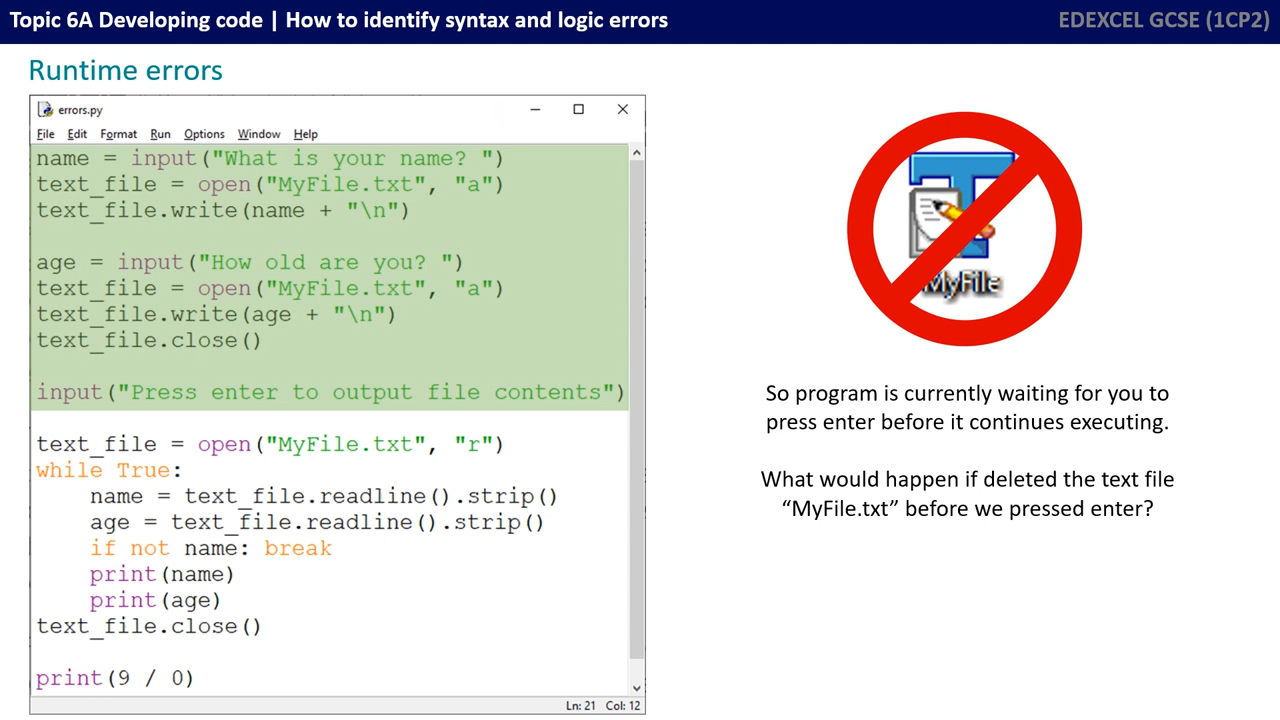 Topic 6A Developing code | How to identify syntax and logic errors
EDEXCEL GCSE (1CP2)
Runtime errors
errors.py
File Edit Format Run Options Window Help
name = input("What is your name? ")
text_file = open("MyFile.txt", "a")
text_file.write(name + "\n")
age = input("How old are you? ")
text_file = open("MyFile.txt", "a")
text_file.write(age + "\n")
text_file.close()
input("Press enter to output file contents")
text_file = open("MyFile.txt", "r")
while True:
    name = text_file.readline().strip()
    age = text_file.readline().strip()
    if not name: break
    print(name)
    print(age)
text_file.close()
print(9 / 0)
Ln: 21 Col: 12
MyFile
So program is currently waiting for you to
press enter before it continues executing.
What would happen if deleted the text file
“MyFile.txt” before we pressed enter?